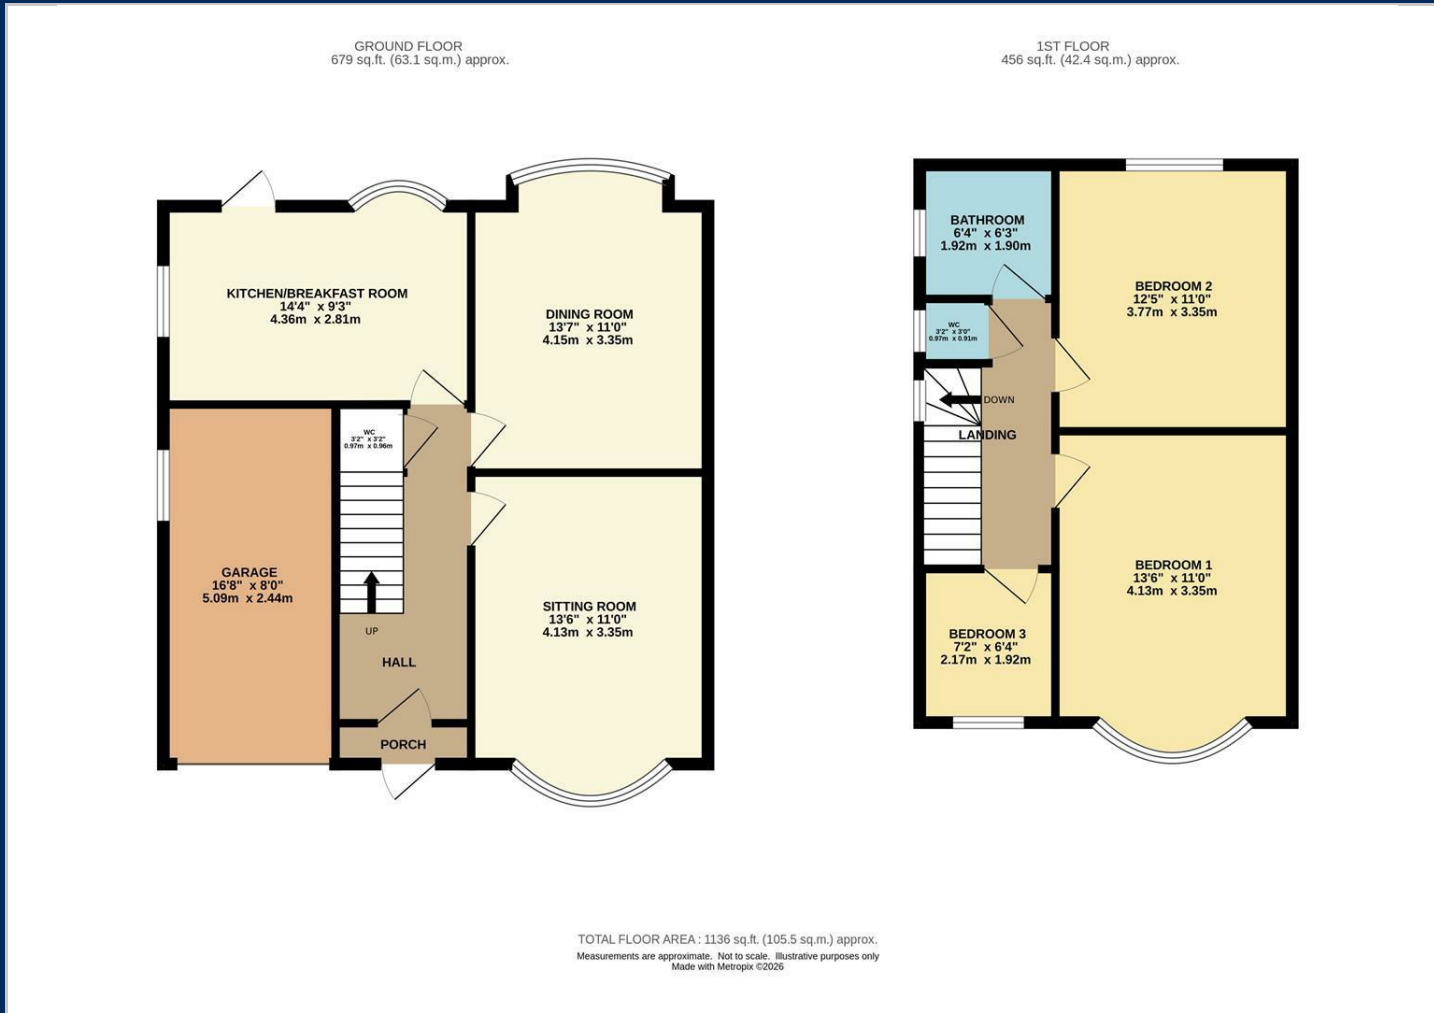 GROUND FLOOR
679 sq.ft. (63.1 sq.m.) approx.
1ST FLOOR
456 sq.ft. (42.4 sq.m.) approx.
KITCHEN/BREAKFAST ROOM
14'4" x 9'3"
4.36m x 2.81m
DINING ROOM
13'7" x 11'0"
4.15m x 3.35m
WC
3'2" x 3'2"
0.97m x 0.96m
GARAGE
16'8" x 8'0"
5.09m x 2.44m
SITTING ROOM
13'6" x 11'0"
4.13m x 3.35m
UP
HALL
PORCH
BATHROOM
6'4" x 6'3"
1.92m x 1.90m
BEDROOM 2
12'5" x 11'0"
3.77m x 3.35m
WC
3'2" x 3'0"
0.97m x 0.91m
DOWN
LANDING
BEDROOM 1
13'6" x 11'0"
4.13m x 3.35m
BEDROOM 3
7'2" x 6'4"
2.17m x 1.92m
TOTAL FLOOR AREA : 1136 sq.ft. (105.5 sq.m.) approx.
Measurements are approximate. Not to scale. Illustrative purposes only
Made with Metropix ©2026